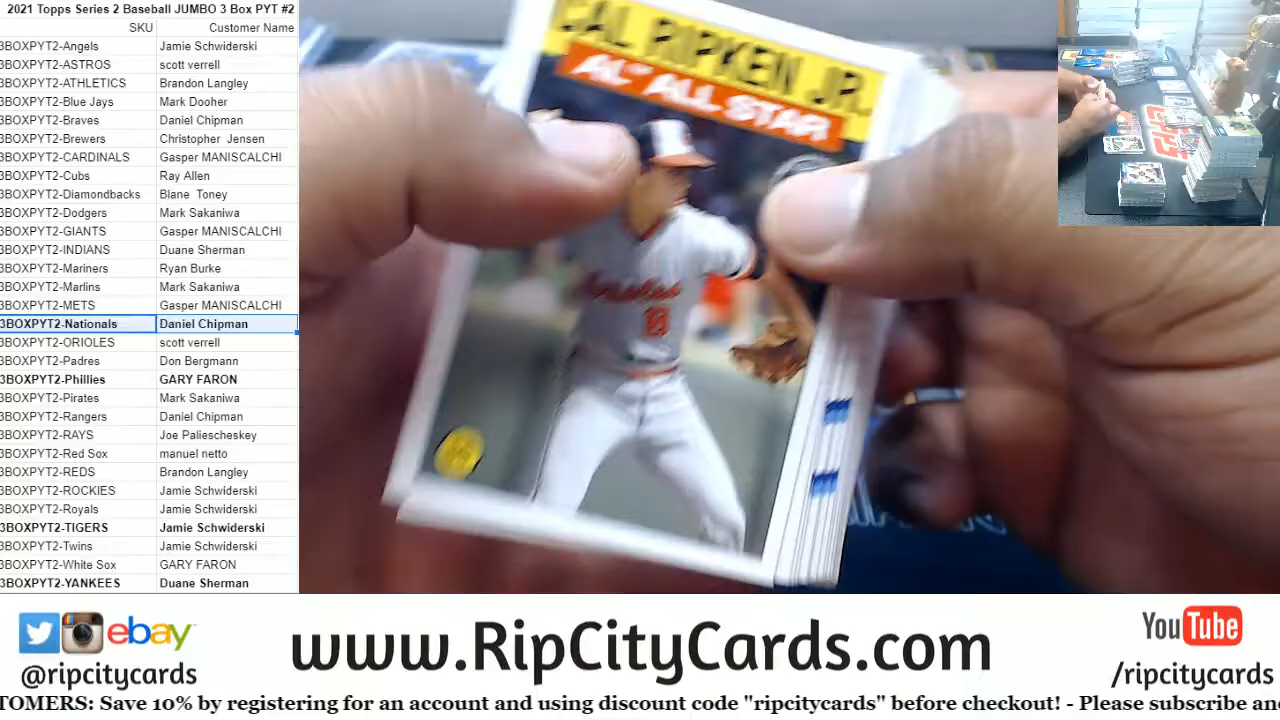 2021 Topps Series 2 Baseball JUMBO 3 Box PYT #2
SKU Customer Name
3BOXPYT2-Angels Jamie Schwiderski
3BOXPYT2-ASTROS scott verrell
3BOXPYT2-ATHLETICS Brandon Langley
3BOXPYT2-Blue Jays Mark Dooher
3BOXPYT2-Braves Daniel Chipman
3BOXPYT2-Brewers Christopher Jensen
3BOXPYT2-CARDINALS Gasper MANISCALCHI
3BOXPYT2-Cubs Ray Allen
3BOXPYT2-Diamondbacks Blane Toney
3BOXPYT2-Dodgers Mark Sakaniwa
3BOXPYT2-GIANTS Gasper MANISCALCHI
3BOXPYT2-INDIANS Duane Sherman
3BOXPYT2-Mariners Ryan Burke
3BOXPYT2-Marlins Mark Sakaniwa
3BOXPYT2-METS Gasper MANISCALCHI
3BOXPYT2-Nationals Daniel Chipman
3BOXPYT2-ORIOLES scott verrell
3BOXPYT2-Padres Don Bergmann
3BOXPYT2-Phillies GARY FARON
3BOXPYT2-Pirates Mark Sakaniwa
3BOXPYT2-Rangers Daniel Chipman
3BOXPYT2-RAYS Joe Paliescheskey
3BOXPYT2-Red Sox manuel netto
3BOXPYT2-REDS Brandon Langley
3BOXPYT2-ROCKIES Jamie Schwiderski
3BOXPYT2-Royals Jamie Schwiderski
3BOXPYT2-TIGERS Jamie Schwiderski
3BOXPYT2-Twins Jamie Schwiderski
3BOXPYT2-White Sox GARY FARON
3BOXPYT2-YANKEES Duane Sherman
CAL RIPKEN JR.
AL ALL STAR
Orioles
8
ebay
@ripcitycards
www.RipCityCards.com
YouTube
/ripcitycards
TOMERS: Save 10% by registering for an account and using discount code "ripcitycards" before checkout! - Please subscribe and